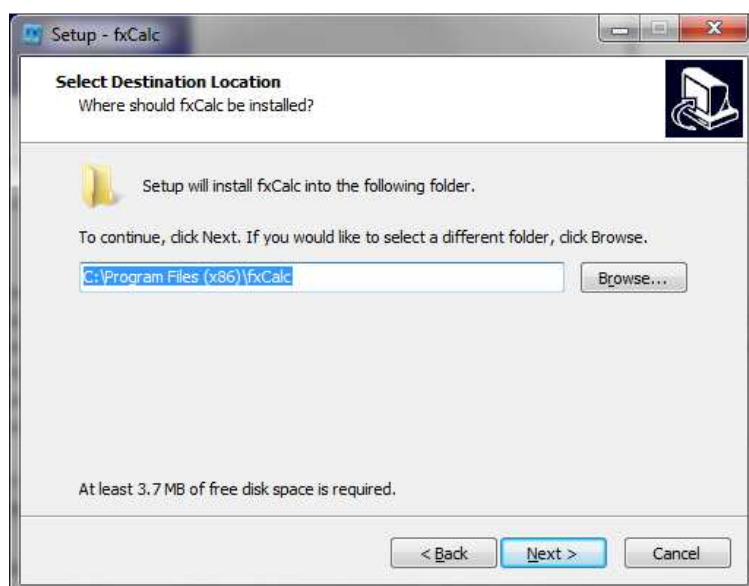 Setup - fxCalc
Select Destination Location
Where should fxCalc be installed?
Setup will install fxCalc into the following folder.
To continue, click Next. If you would like to select a different folder, click Browse.
C:\Program Files (x86)\fxCalc
Browse...
At least 3.7 MB of free disk space is required.
< Back
Next >
Cancel